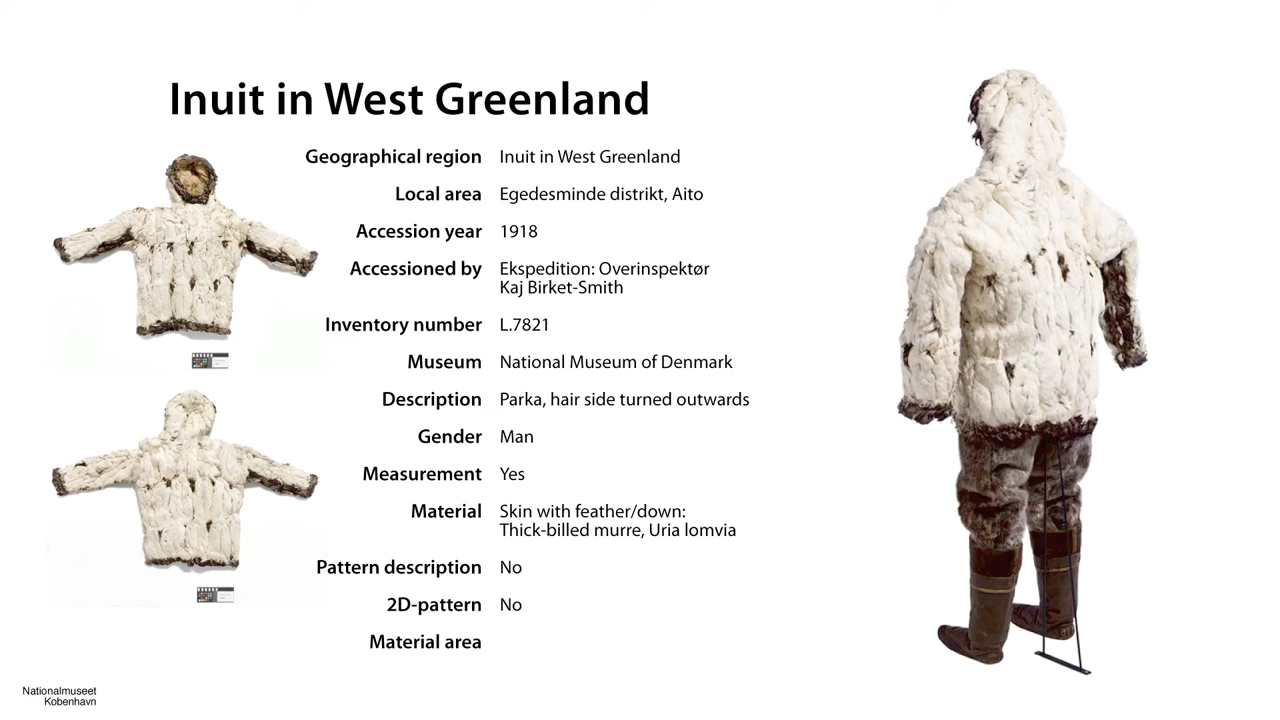 Inuit in West Greenland
Geographical region Inuit in West Greenland
Local area Egedesminde distrikt, Aito
Accession year 1918
Accessioned by Ekspedition: Overinspektør
Kaj Birket-Smith
Inventory number L.7821
Museum National Museum of Denmark
Description Parka, hair side turned outwards
Gender Man
Measurement Yes
Material Skin with feather/down:
Thick-billed murre, Uria lomvia
Pattern description No
2D-pattern No
Material area
Nationalmuseet
Kobenhavn